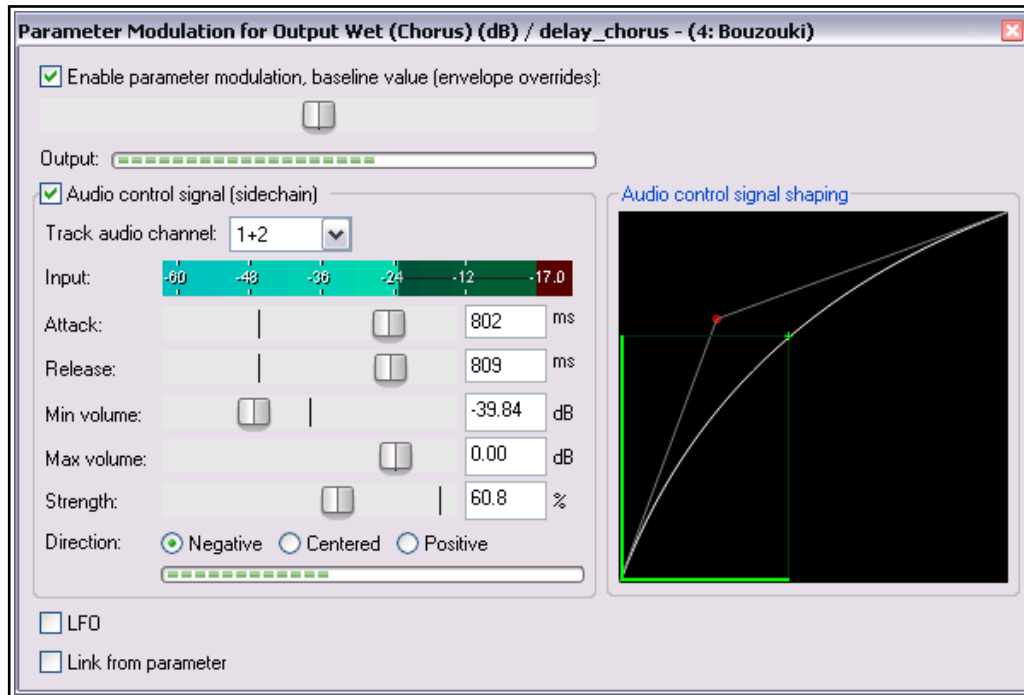 Parameter Modulation for Output Wet (Chorus) (dB) / delay_chorus - (4: Bouzouki)
Enable parameter modulation, baseline value (envelope overrides):
Output:
Audio control signal (sidechain)
Track audio channel: 1+2
Input: -60 -48 -36 -24 -12 -17.0
Attack: 802 ms
Release: 809 ms
Min volume: -39.84 dB
Max volume: 0.00 dB
Strength: 60.8 %
Direction: Negative Centered Positive
Audio control signal shaping
LFO
Link from parameter